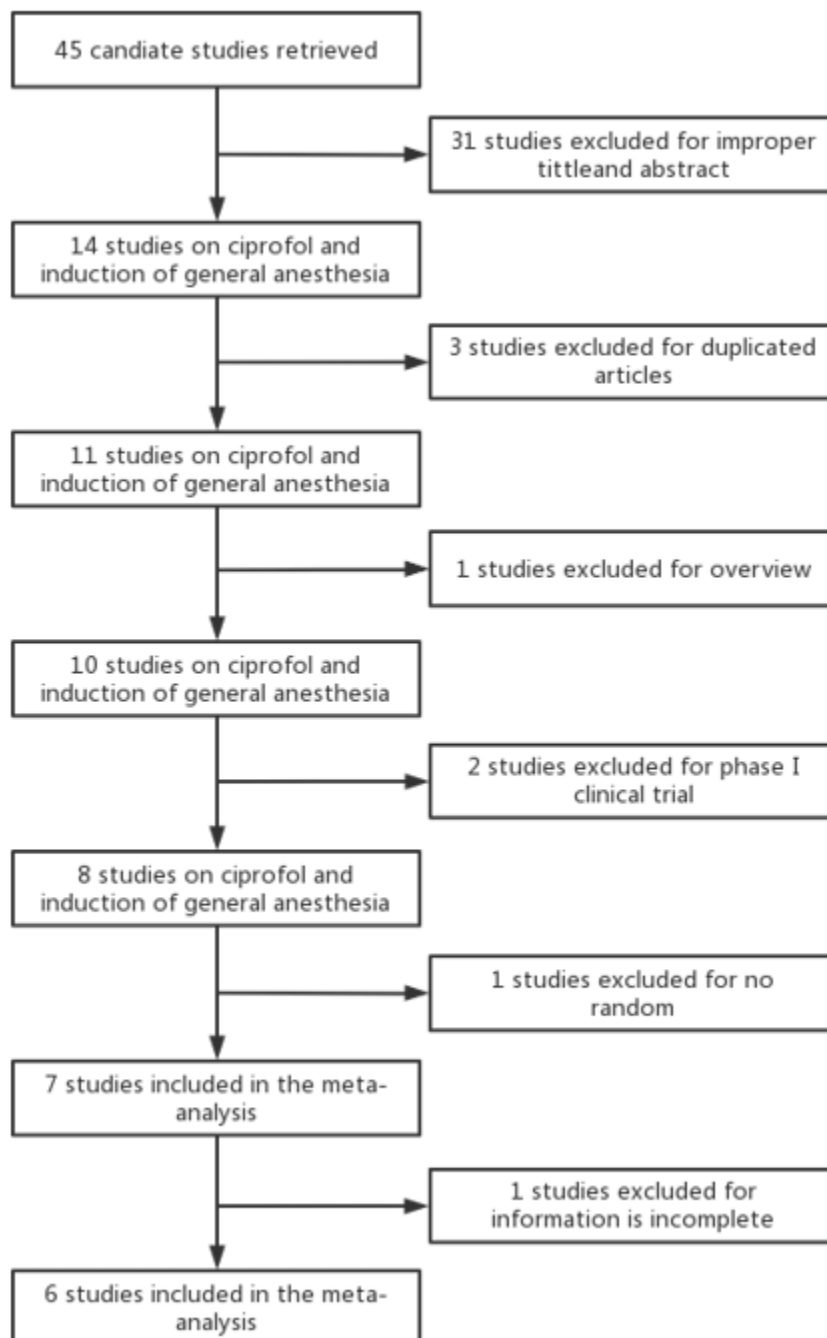 45 candiate studies retrieved
31 studies excluded for improper
tittleand abstract
14 studies on ciprofol and
induction of general anesthesia
3 studies excluded for duplicated
articles
11 studies on ciprofol and
induction of general anesthesia
1 studies excluded for overview
10 studies on ciprofol and
induction of general anesthesia
2 studies excluded for phase I
clinical trial
8 studies on ciprofol and
induction of general anesthesia
1 studies excluded for no
random
7 studies included in the meta-
analysis
1 studies excluded for
information is incomplete
6 studies included in the meta-
analysis